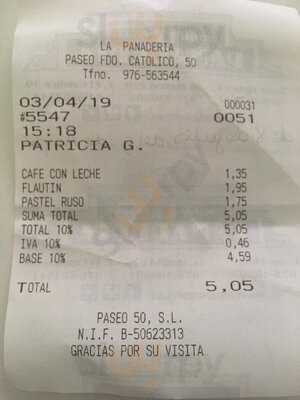 LA PANADERIA
PASEO FDO. CATOLICO, 50
Tfno. 976-563544
03/04/19 000031
#5547 0051
15:18
PATRICIA G.
CAFE CON LECHE 1,35
FLAUTIN 1,95
PASTEL RUSO 1,75
SUMA TOTAL 5,05
TOTAL 10% 5,05
IVA 10% 0,46
BASE 10% 4,59
TOTAL 5,05
PASEO 50, S.L.
N.I.F. B-50623313
GRACIAS POR SU VISITA